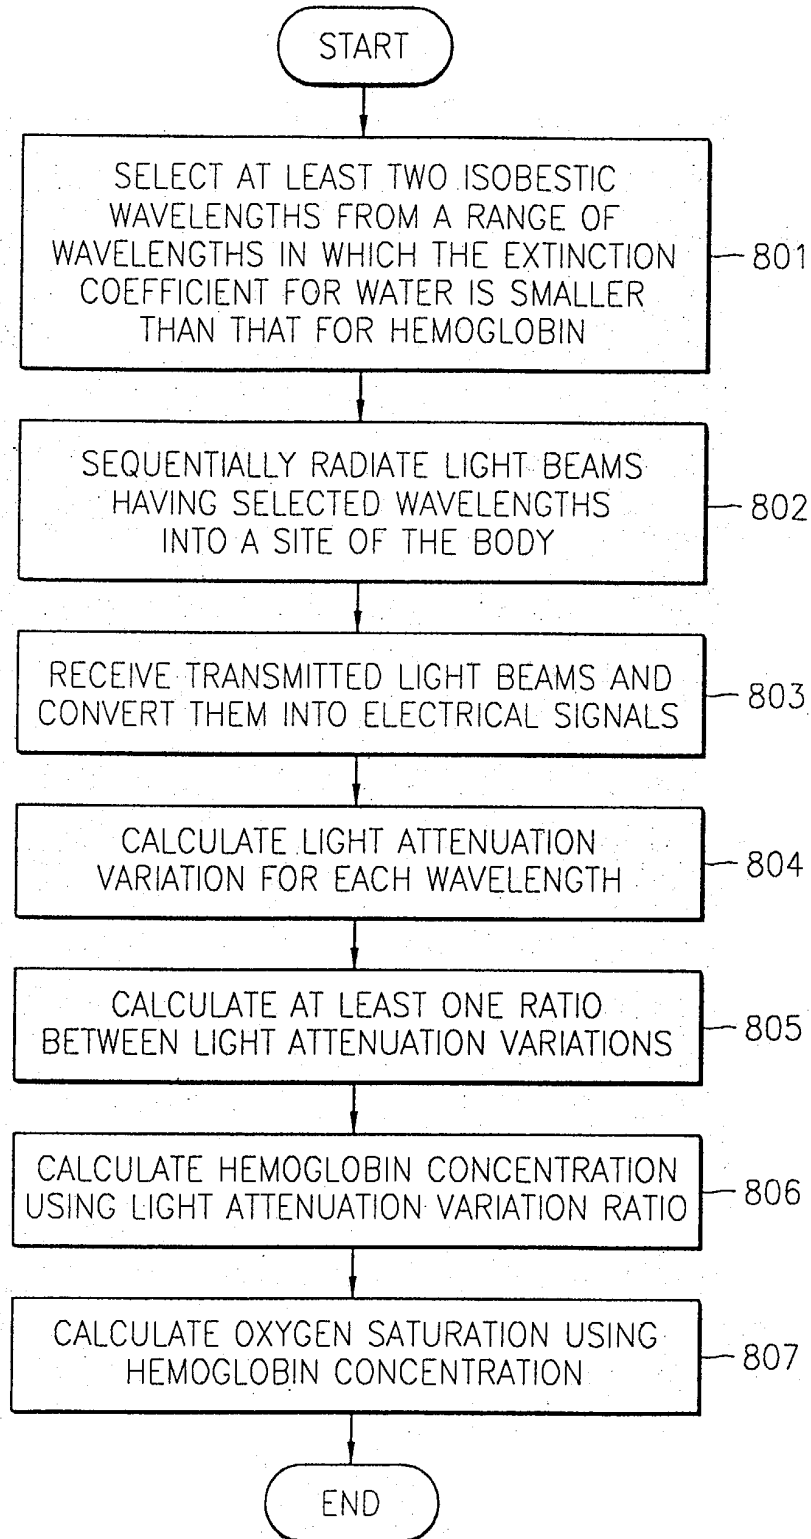 START
SELECT AT LEAST TWO ISOBESTIC
WAVELENGTHS FROM A RANGE OF
WAVELENGTHS IN WHICH THE EXTINCTION
COEFFICIENT FOR WATER IS SMALLER
THAN THAT FOR HEMOGLOBIN
801
SEQUENTIALLY RADIATE LIGHT BEAMS
HAVING SELECTED WAVELENGTHS
INTO A SITE OF THE BODY
802
RECEIVE TRANSMITTED LIGHT BEAMS AND
CONVERT THEM INTO ELECTRICAL SIGNALS
803
CALCULATE LIGHT ATTENUATION
VARIATION FOR EACH WAVELENGTH
804
CALCULATE AT LEAST ONE RATIO
BETWEEN LIGHT ATTENUATION VARIATIONS
805
CALCULATE HEMOGLOBIN CONCENTRATION
USING LIGHT ATTENUATION VARIATION RATIO
806
CALCULATE OXYGEN SATURATION USING
HEMOGLOBIN CONCENTRATION
807
END